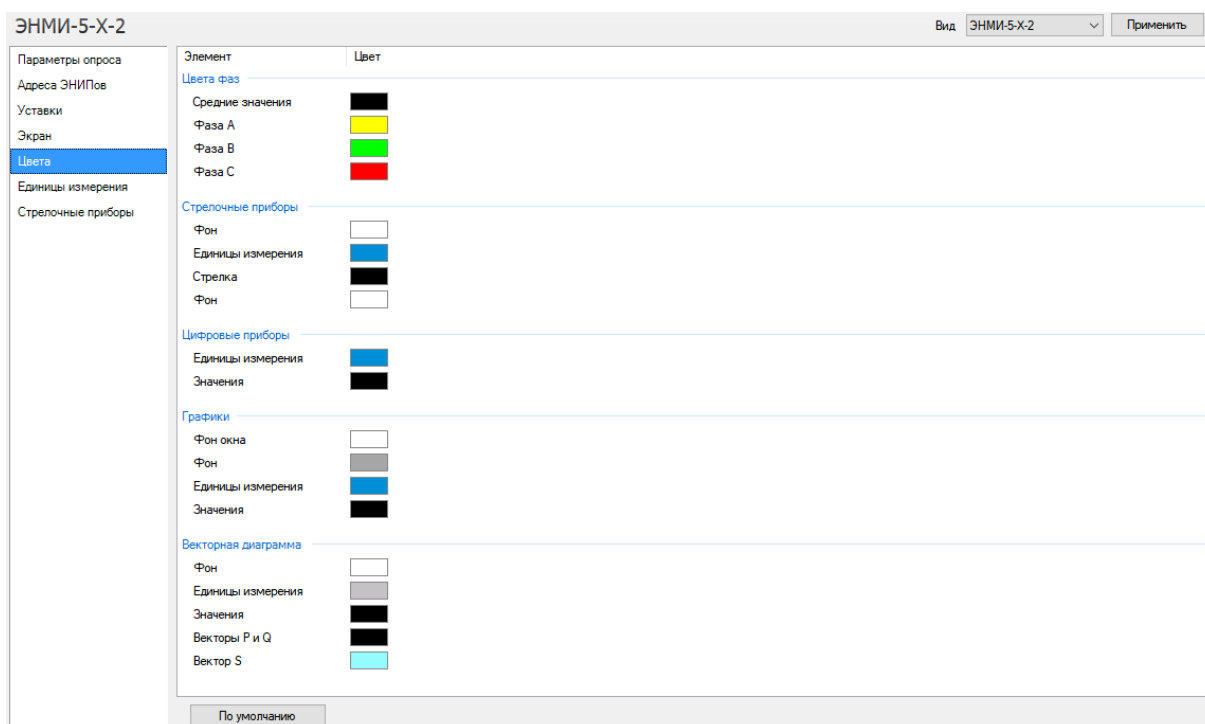 ЭНМИ-5-X-2
Вид ЭНМИ-5-X-2 Применить
Параметры опроса
Адреса ЭНИПов
Уставки
Экран
Цвета
Единицы измерения
Стрелочные приборы
Элемент Цвет
Цвета фаз
Средние значения
Фаза A
Фаза B
Фаза C
Стрелочные приборы
Фон
Единицы измерения
Стрелка
Фон
Цифровые приборы
Единицы измерения
Значения
Графики
Фон окна
Фон
Единицы измерения
Значения
Векторная диаграмма
Фон
Единицы измерения
Значения
Векторы P и Q
Вектор S
По умолчанию